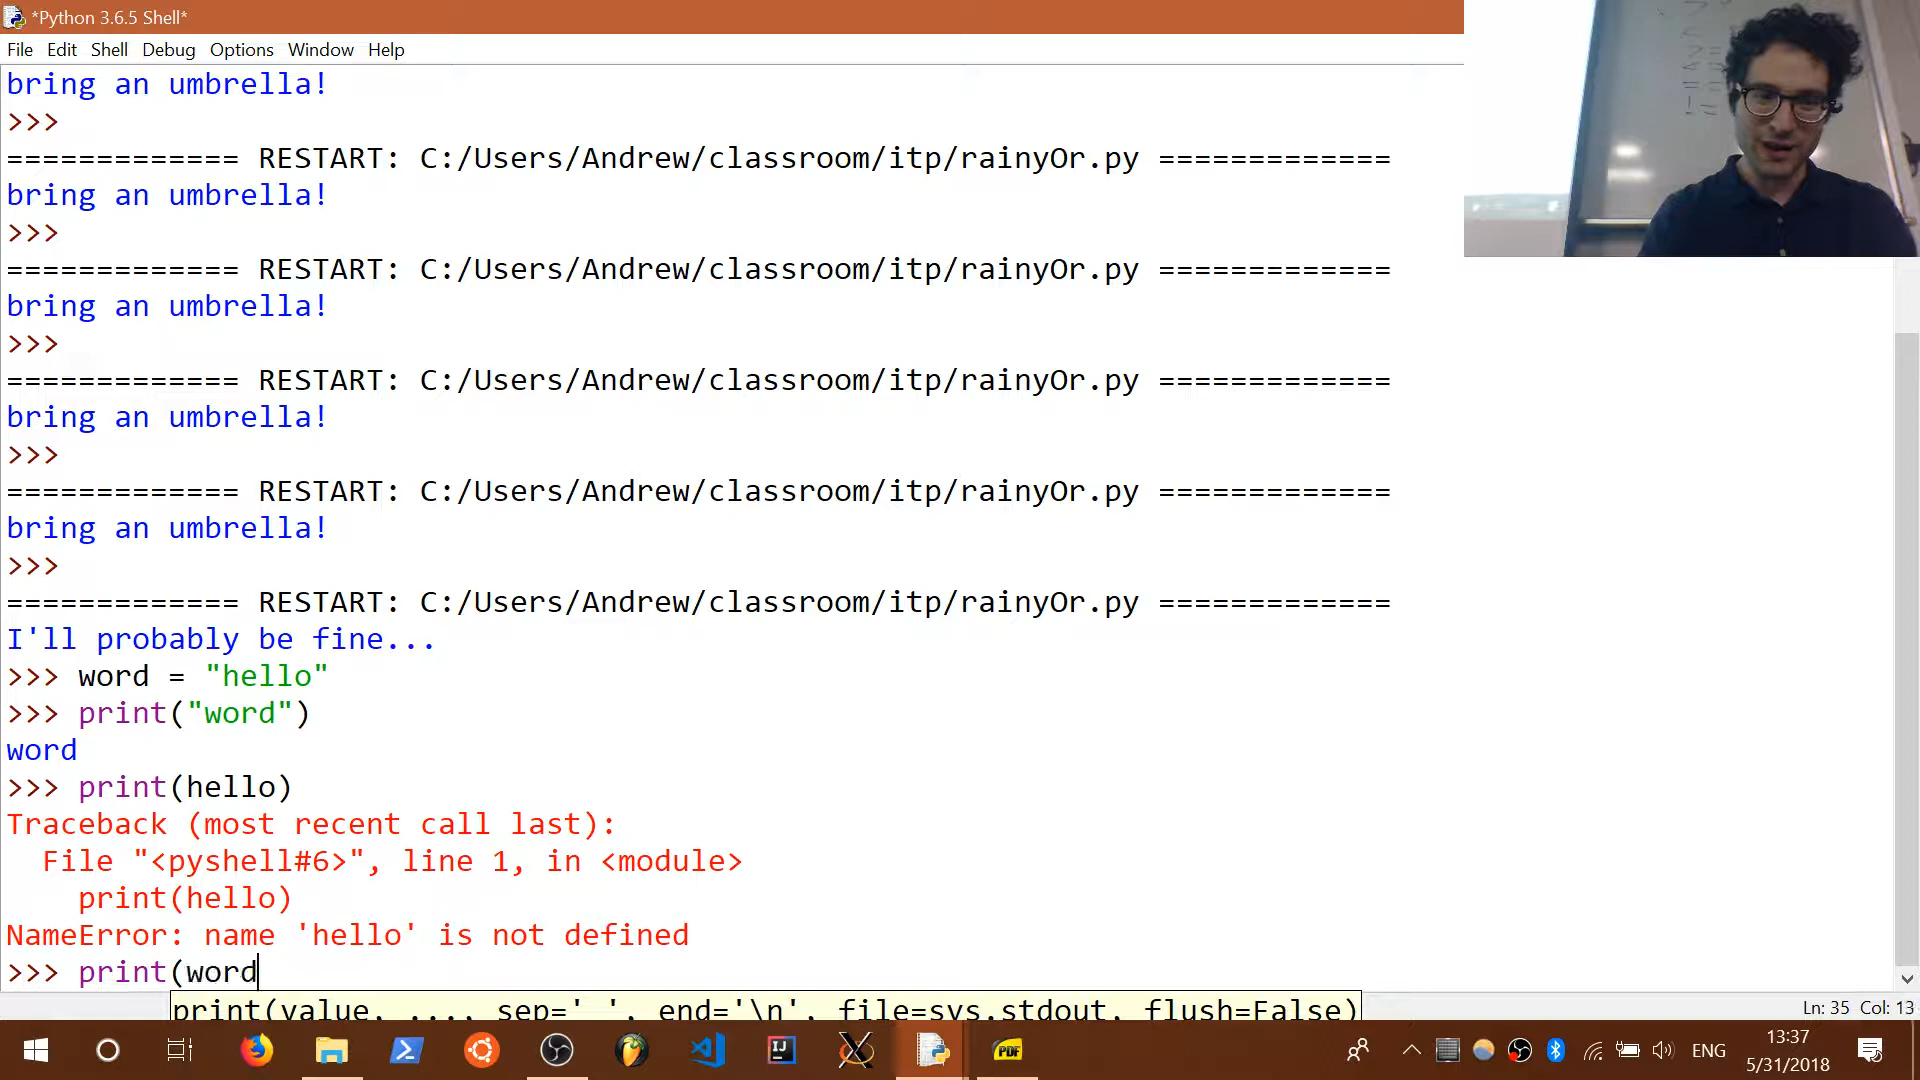 *Python 3.6.5 Shell*
File Edit Shell Debug Options Window Help
bring an umbrella!
>>>
============= RESTART: C:/Users/Andrew/classroom/itp/rainyOr.py =============
bring an umbrella!
>>>
============= RESTART: C:/Users/Andrew/classroom/itp/rainyOr.py =============
bring an umbrella!
>>>
============= RESTART: C:/Users/Andrew/classroom/itp/rainyOr.py =============
bring an umbrella!
>>>
============= RESTART: C:/Users/Andrew/classroom/itp/rainyOr.py =============
bring an umbrella!
>>>
============= RESTART: C:/Users/Andrew/classroom/itp/rainyOr.py =============
I'll probably be fine...
>>> word = "hello"
>>> print("word")
word
>>> print(hello)
Traceback (most recent call last):
  File "<pyshell#6>", line 1, in <module>
    print(hello)
NameError: name 'hello' is not defined
>>> print(word
print(value, ..., sep=' ', end='\n', file=sys.stdout, flush=False)
Ln: 35 Col: 13
IJ
PDF
ENG
13:37
5/31/2018